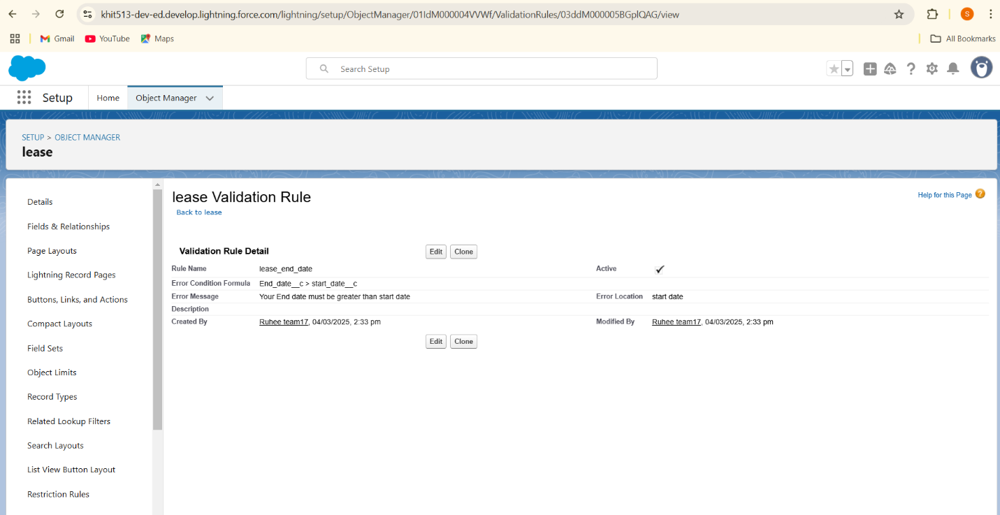 khit513-dev-ed.develop.lightning.force.com/lightning/setup/ObjectManager/01IdM000004VVWf/ValidationRules/03ddM000005BGplQAG/view
S
Gmail YouTube Maps All Bookmarks
Search Setup
Setup Home Object Manager
SETUP > OBJECT MANAGER
lease
Details
Fields & Relationships
Page Layouts
Lightning Record Pages
Buttons, Links, and Actions
Compact Layouts
Field Sets
Object Limits
Record Types
Related Lookup Filters
Search Layouts
List View Button Layout
Restriction Rules
lease Validation Rule
Help for this Page ?
Back to lease
Validation Rule Detail Edit Clone
Rule Name lease_end_date Active ✓
Error Condition Formula End_date__c > start_date__c
Error Message Your End date must be greater than start date Error Location start date
Description
Created By Ruhee team17, 04/03/2025, 2:33 pm Modified By Ruhee team17, 04/03/2025, 2:33 pm
Edit Clone